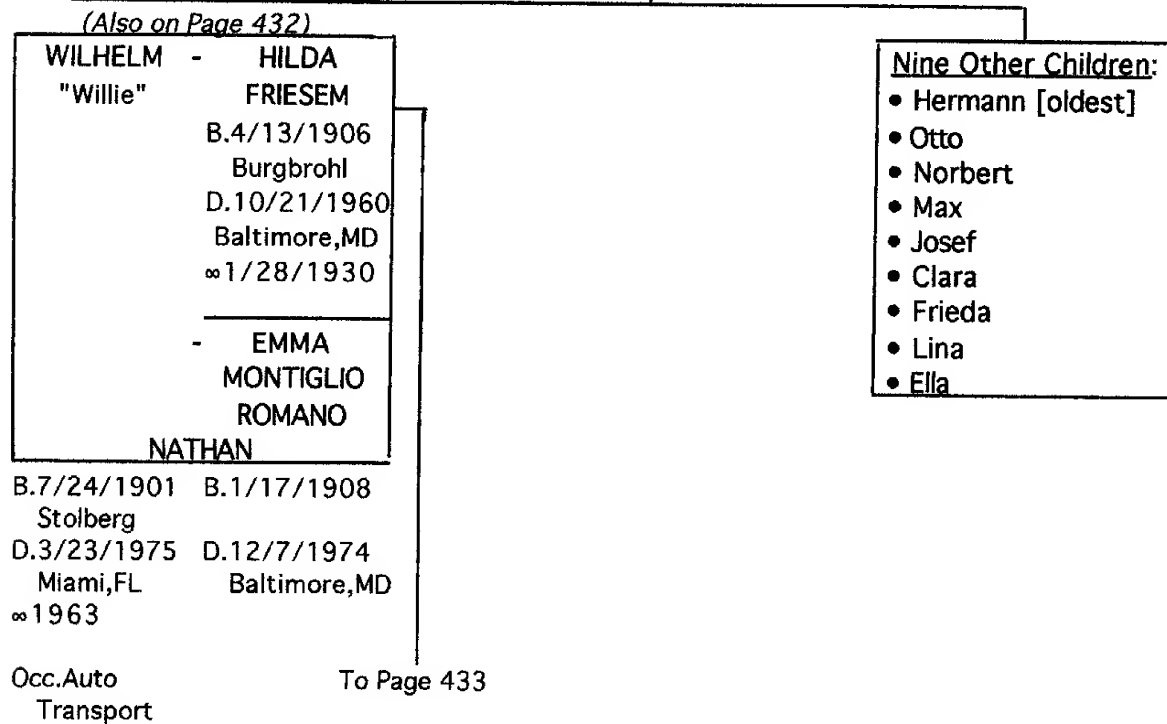 (Also on Page 432)
WILHELM - HILDA
"Willie" FRIESEM
B.4/13/1906
Burgbrohl
D.10/21/1960
Baltimore,MD
∞1/28/1930
- EMMA
MONTIGLIO
ROMANO
NATHAN
B.7/24/1901 B.1/17/1908
Stolberg
D.3/23/1975 D.12/7/1974
Miami,FL Baltimore,MD
∞1963
Occ.Auto
Transport
To Page 433
Nine Other Children:
• Hermann [oldest]
• Otto
• Norbert
• Max
• Josef
• Clara
• Frieda
• Lina
• Ella